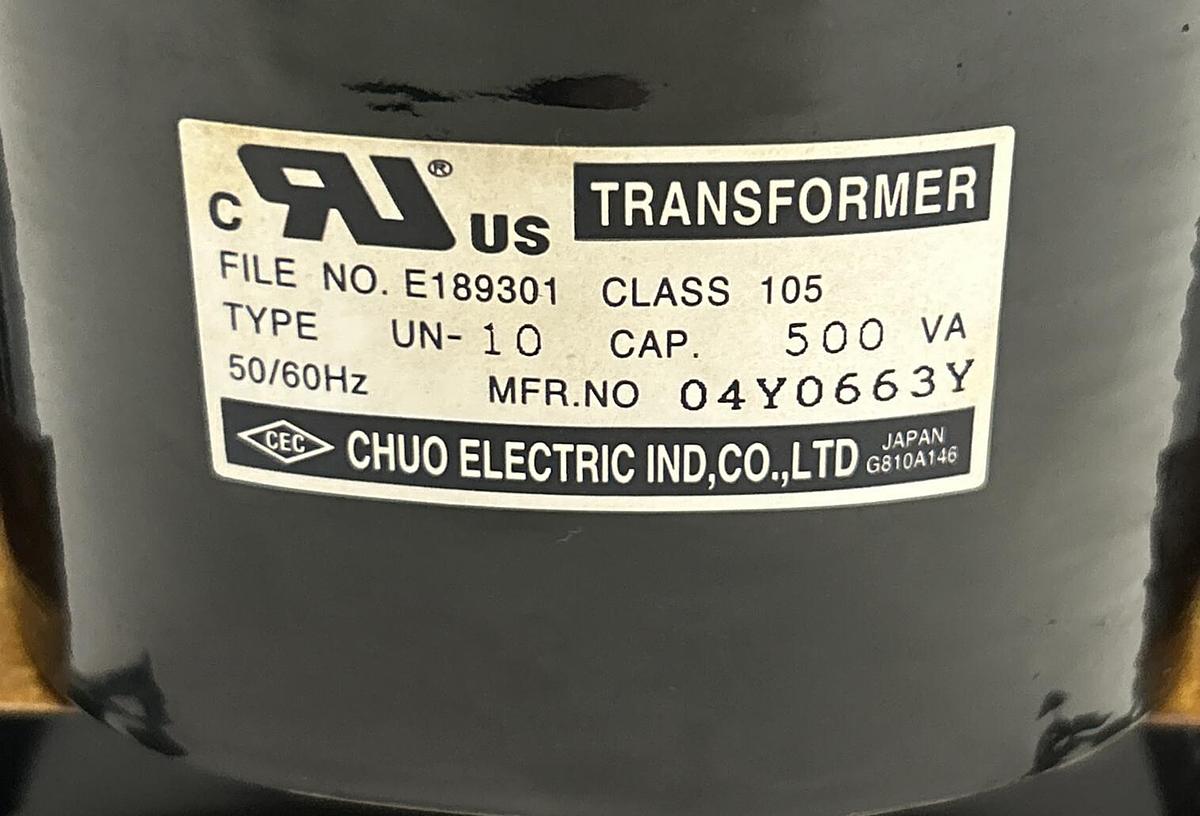 c RU ® US TRANSFORMER
FILE NO. E189301 CLASS 105
TYPE UN-10 CAP. 500 VA
50/60Hz MFR.NO 04Y0663Y
CEC CHUO ELECTRIC IND,CO.,LTD JAPAN
G810A146